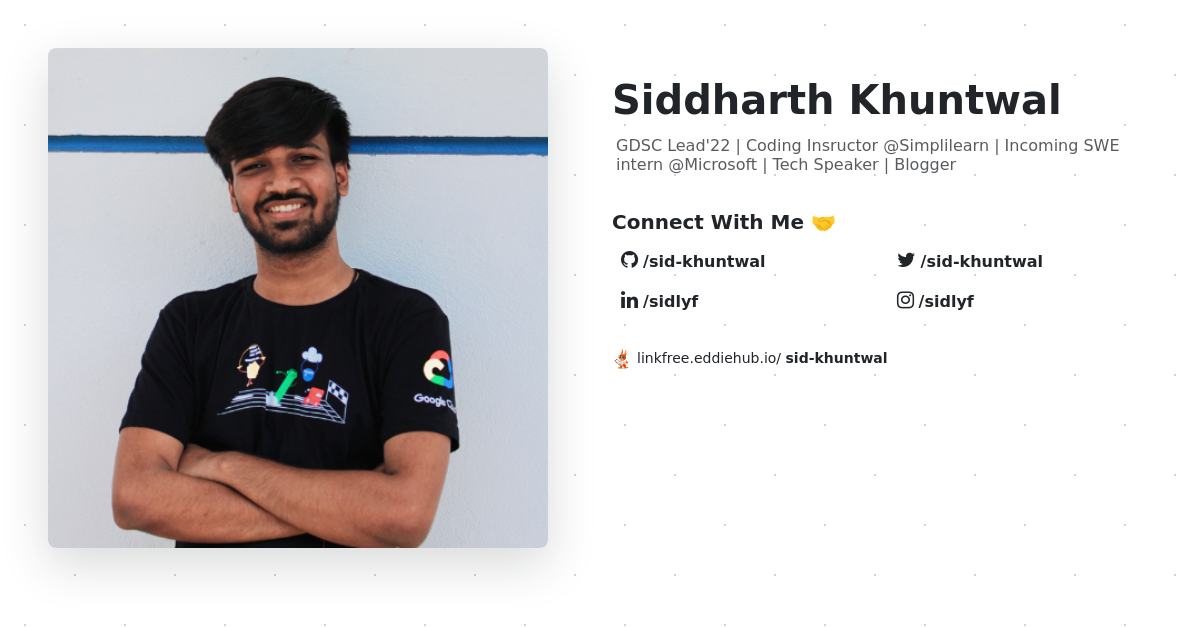 Siddharth Khuntwal
GDSC Lead'22 | Coding Insructor @Simplilearn | Incoming SWE
intern @Microsoft | Tech Speaker | Blogger
Connect With Me 🤝
/sid-khuntwal
/sid-khuntwal
/sidlyf
/sidlyf
linkfree.eddiehub.io/ sid-khuntwal
Google